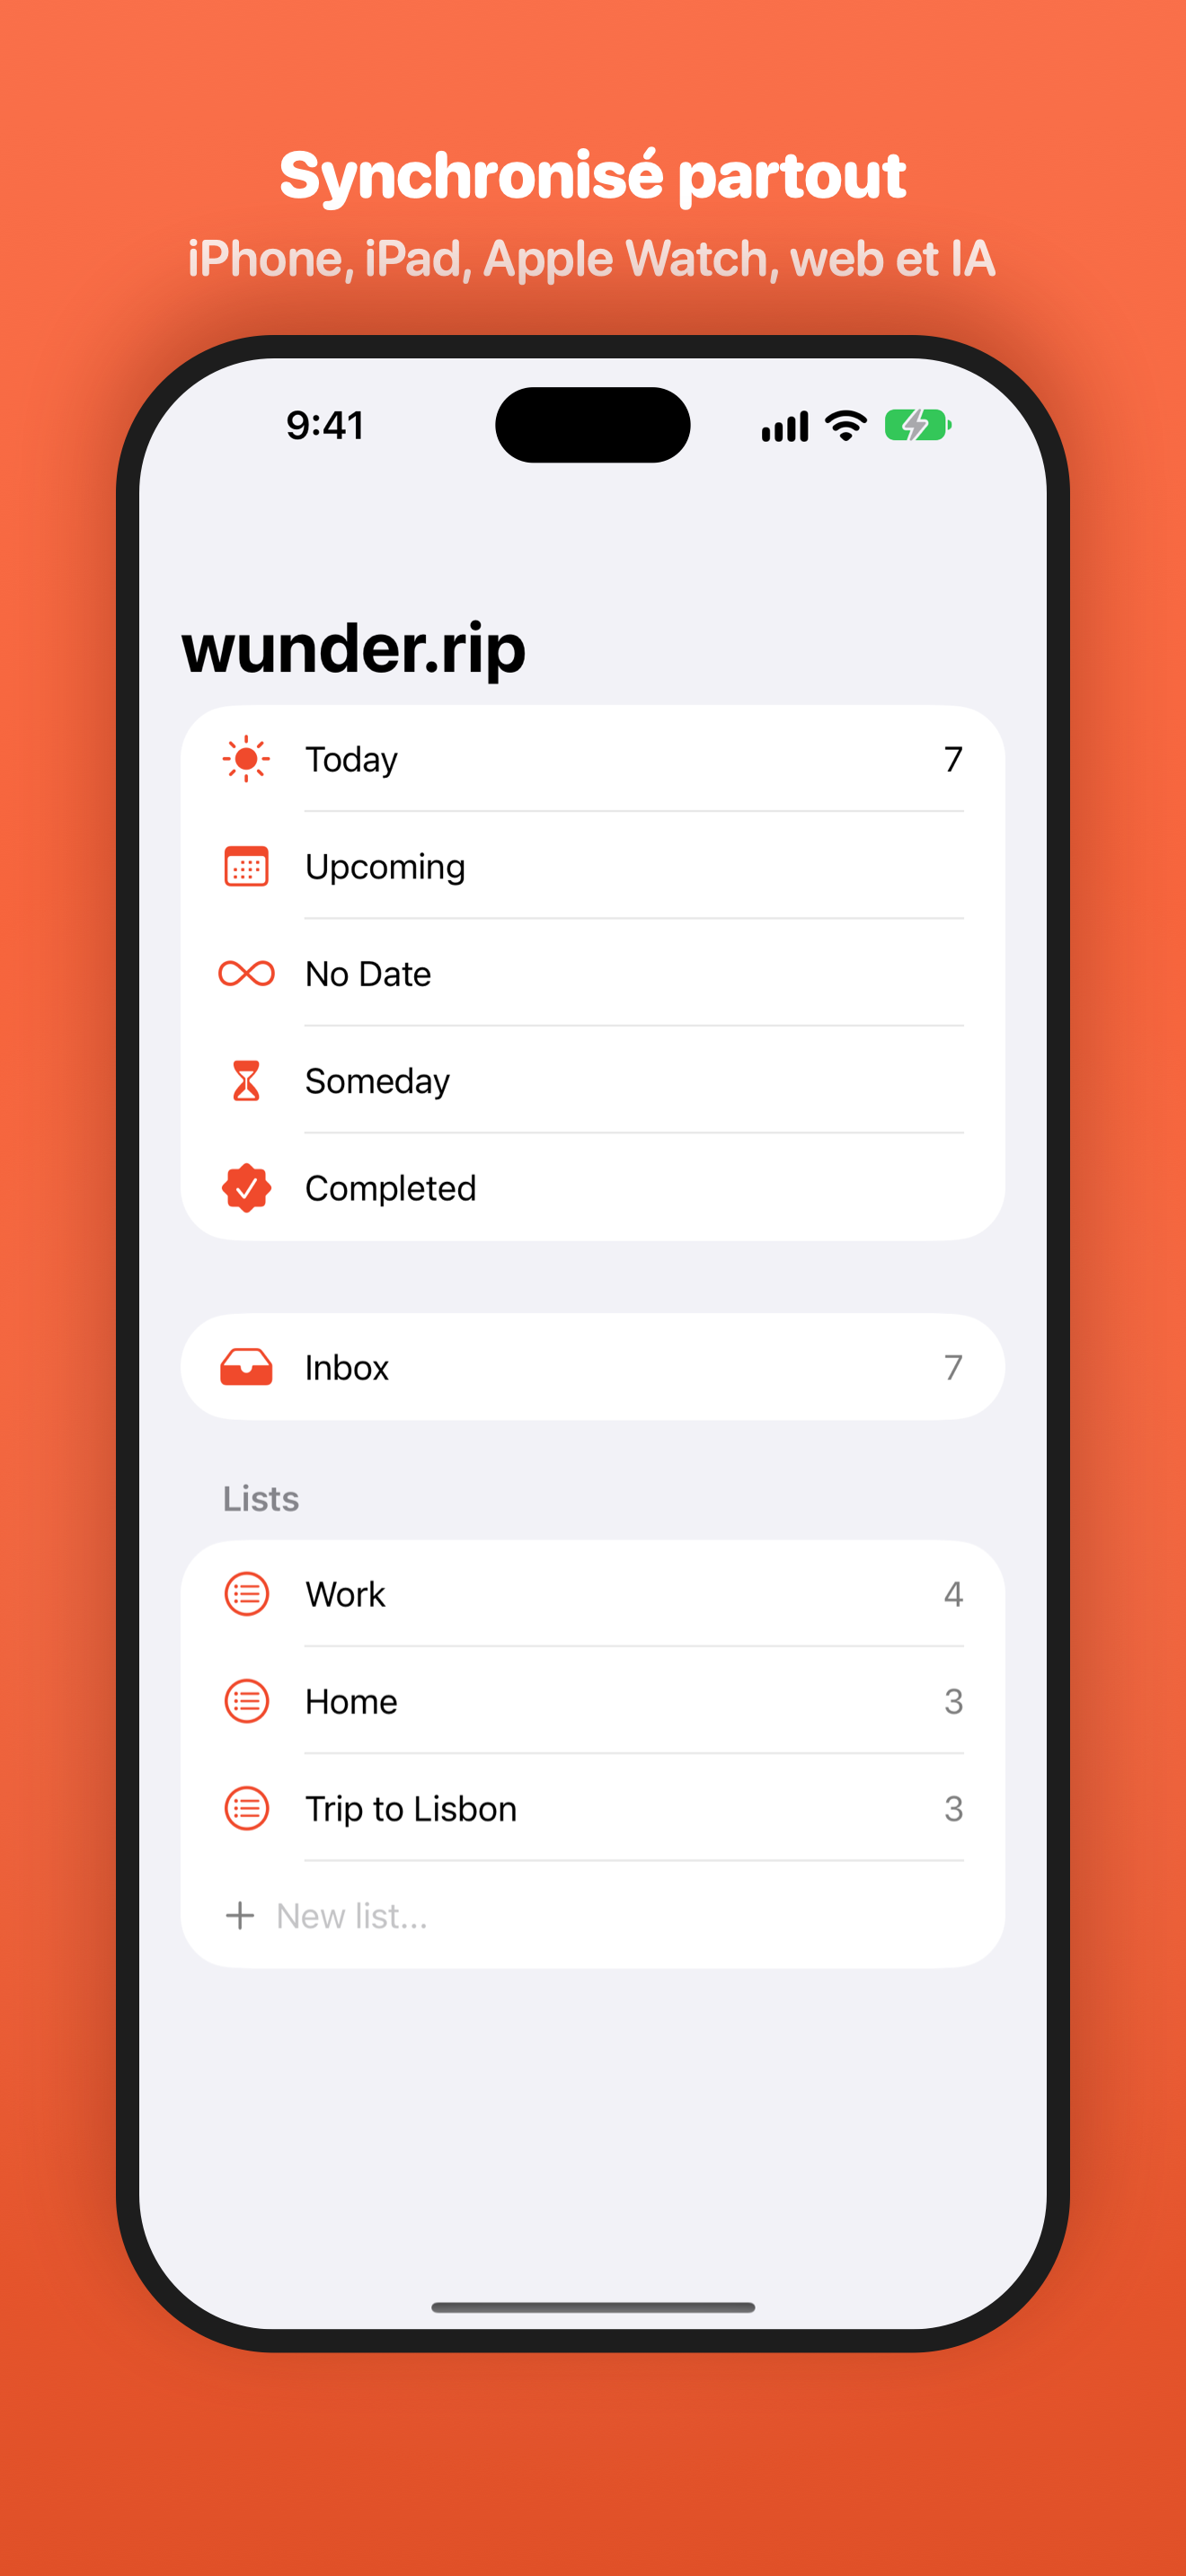 Synchronisé partout
iPhone, iPad, Apple Watch, web et IA
9:41
wunder.rip
Today 7
Upcoming
No Date
Someday
Completed
Inbox 7
Lists
Work 4
Home 3
Trip to Lisbon 3
New list...